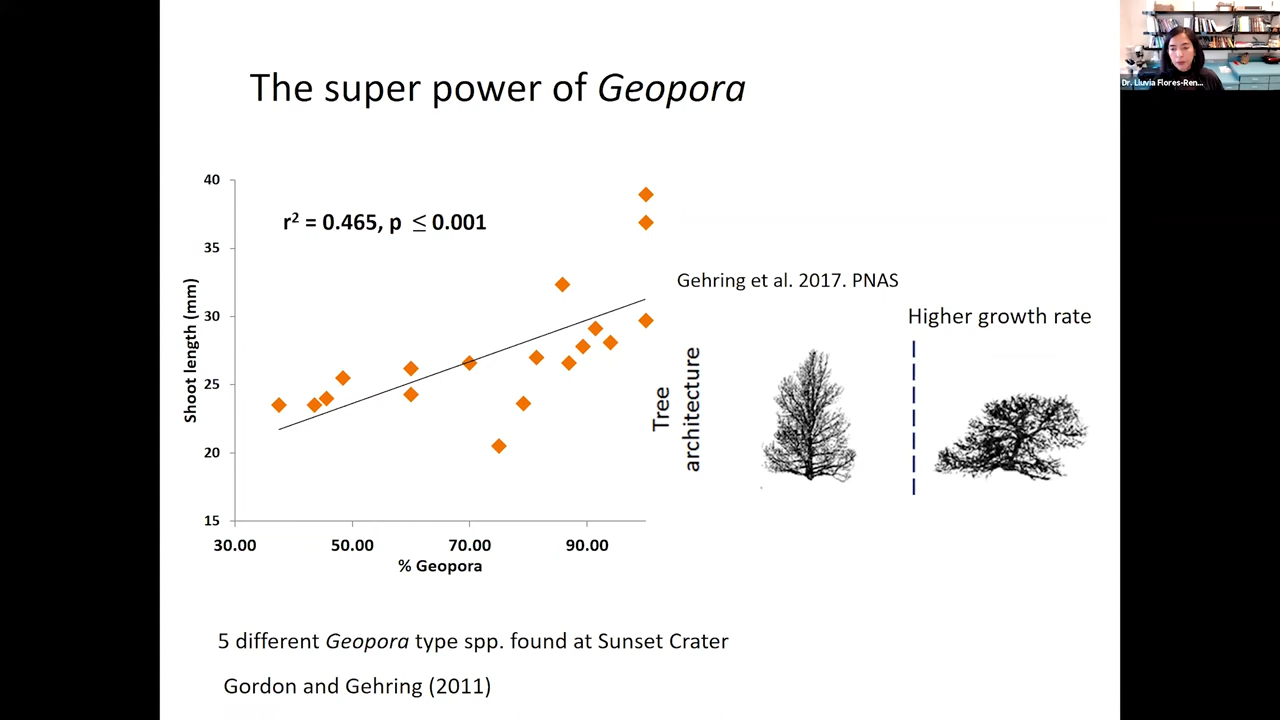 The super power of Geopora
Dr. Lluvia Flores-Ren...
40
35
30
25
20
15
Shoot length (mm)
r² = 0.465, p ≤ 0.001
30.00 50.00 70.00 90.00
% Geopora
Gehring et al. 2017. PNAS
Higher growth rate
Tree
architecture
5 different Geopora type spp. found at Sunset Crater
Gordon and Gehring (2011)